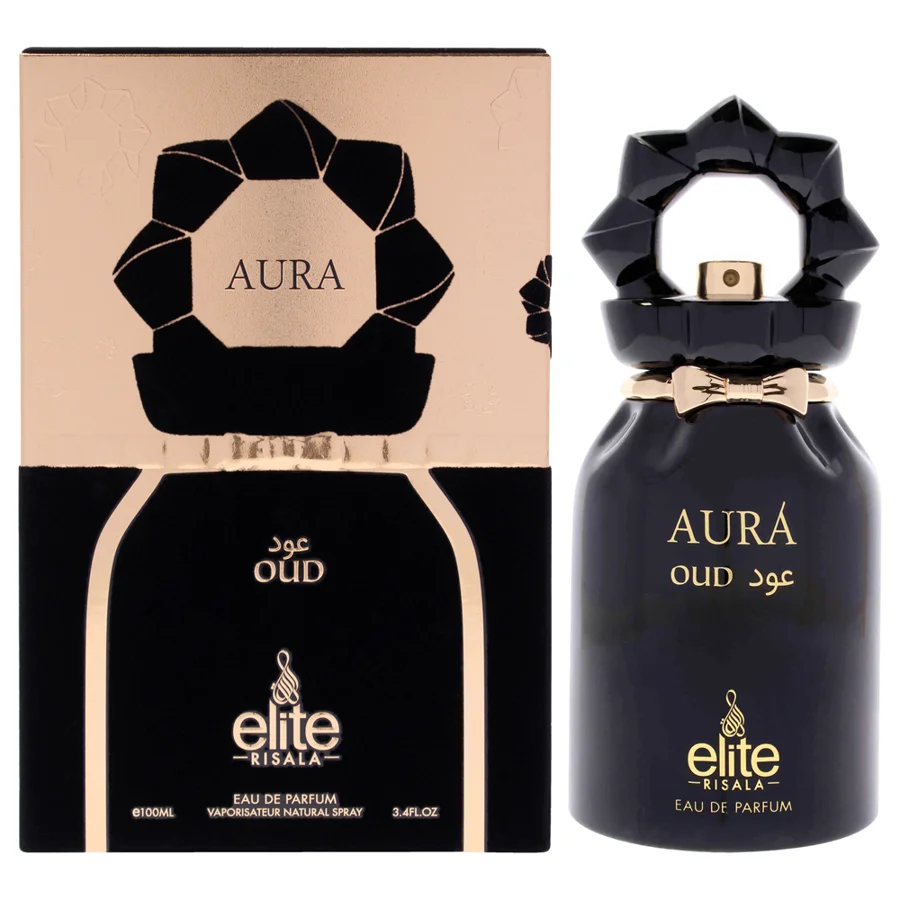 AURA
عود
OUD
elite
RISALA
EAU DE PARFUM
VAPORISATEUR NATURAL SPRAY
e100ML
3.4FL.OZ
AURA
OUD عود
elite
RISALA
EAU DE PARFUM